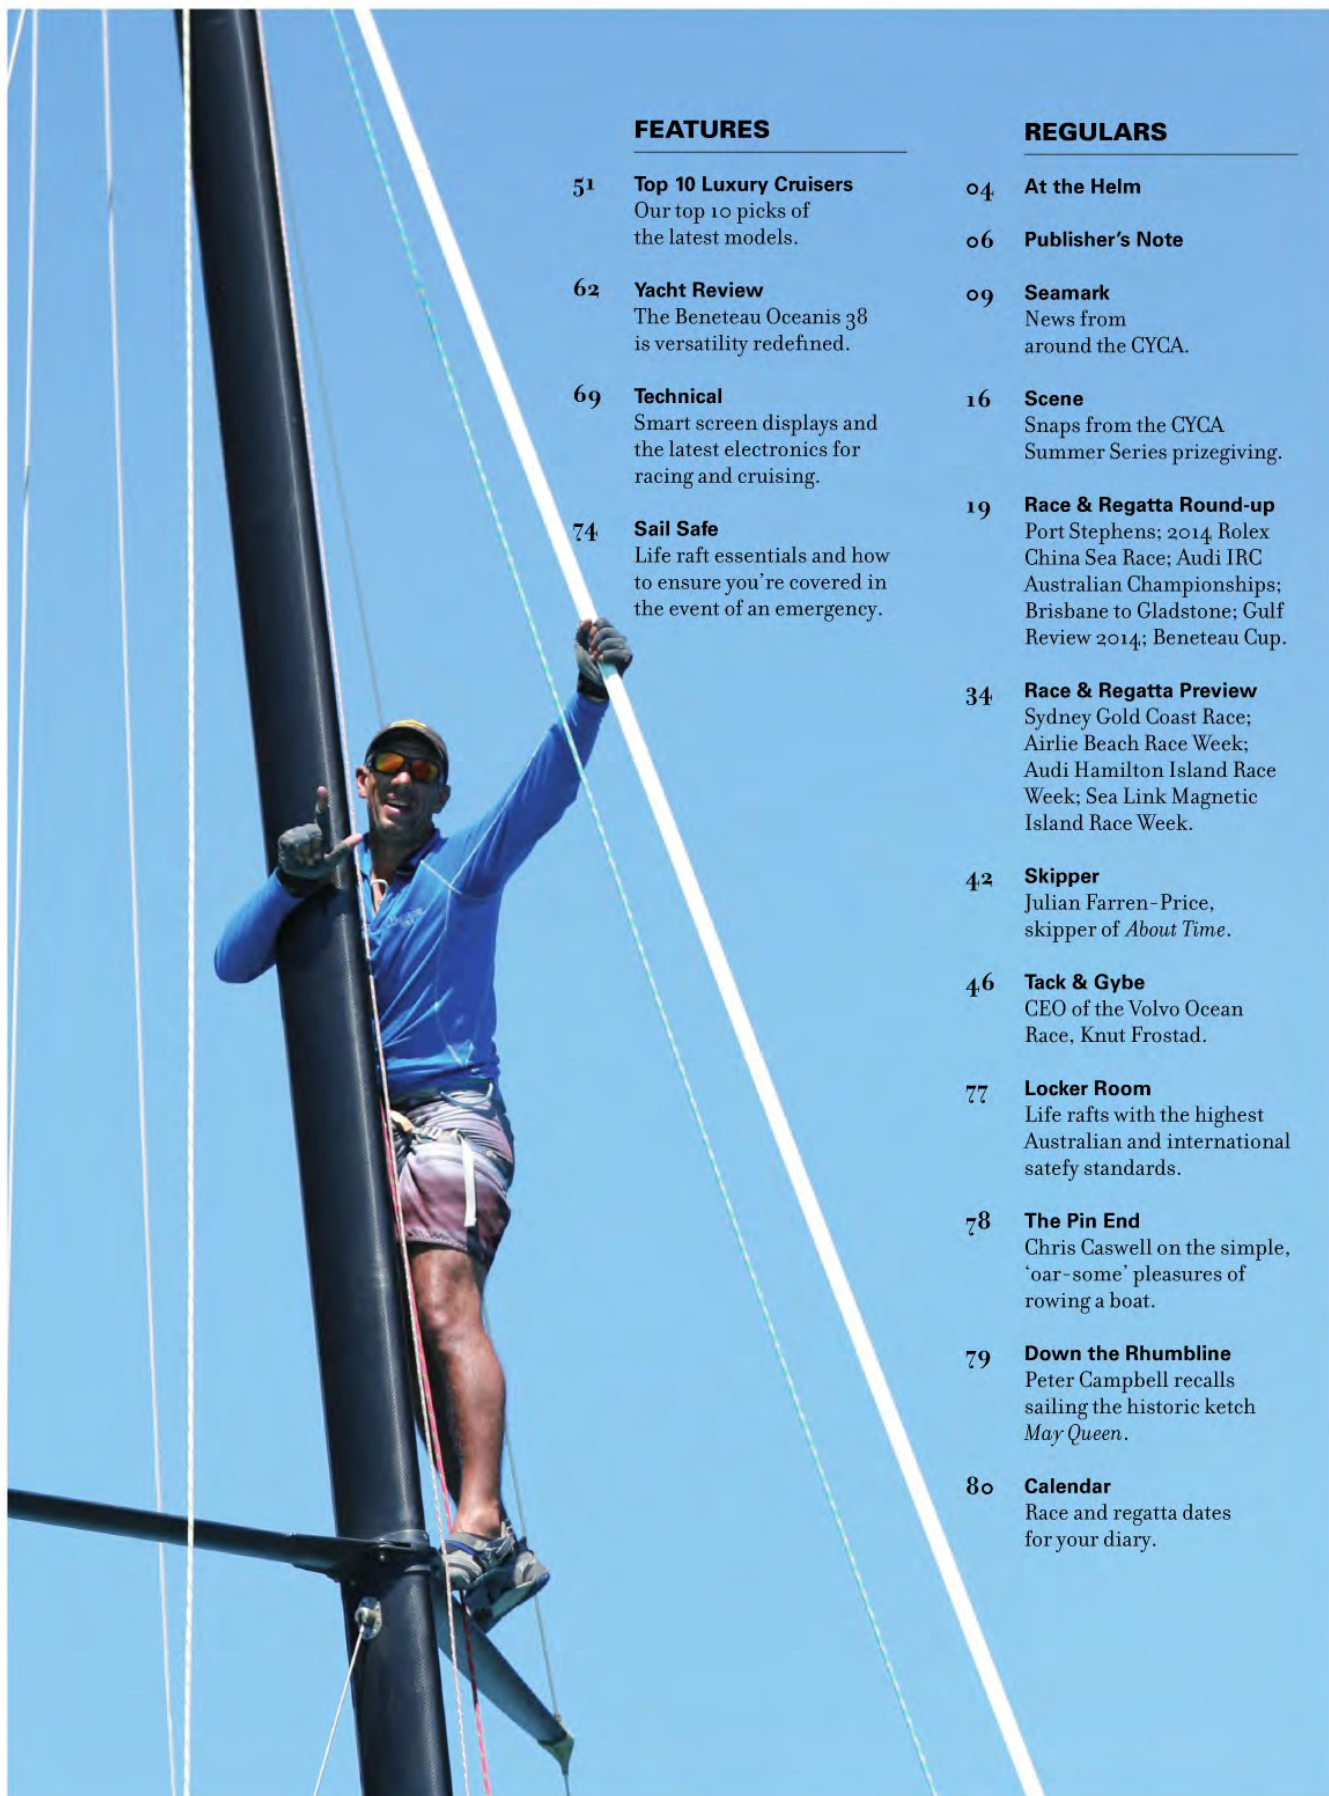 FEATURES
51
Top 10 Luxury Cruisers
Our top 10 picks of
the latest models.
62
Yacht Review
The Beneteau Oceanis 38
is versatility redefined.
69
Technical
Smart screen displays and
the latest electronics for
racing and cruising.
74
Sail Safe
Life raft essentials and how
to ensure you're covered in
the event of an emergency.
REGULARS
04
At the Helm
06
Publisher's Note
09
Seamark
News from
around the CYCA.
16
Scene
Snaps from the CYCA
Summer Series prizegiving.
19
Race & Regatta Round-up
Port Stephens; 2014 Rolex
China Sea Race; Audi IRC
Australian Championships;
Brisbane to Gladstone; Gulf
Review 2014; Beneteau Cup.
34
Race & Regatta Preview
Sydney Gold Coast Race;
Airlie Beach Race Week;
Audi Hamilton Island Race
Week; Sea Link Magnetic
Island Race Week.
42
Skipper
Julian Farren-Price,
skipper of About Time.
46
Tack & Gybe
CEO of the Volvo Ocean
Race, Knut Frostad.
77
Locker Room
Life rafts with the highest
Australian and international
satefy standards.
78
The Pin End
Chris Caswell on the simple,
‘oar-some’ pleasures of
rowing a boat.
79
Down the Rhumbline
Peter Campbell recalls
sailing the historic ketch
May Queen.
80
Calendar
Race and regatta dates
for your diary.